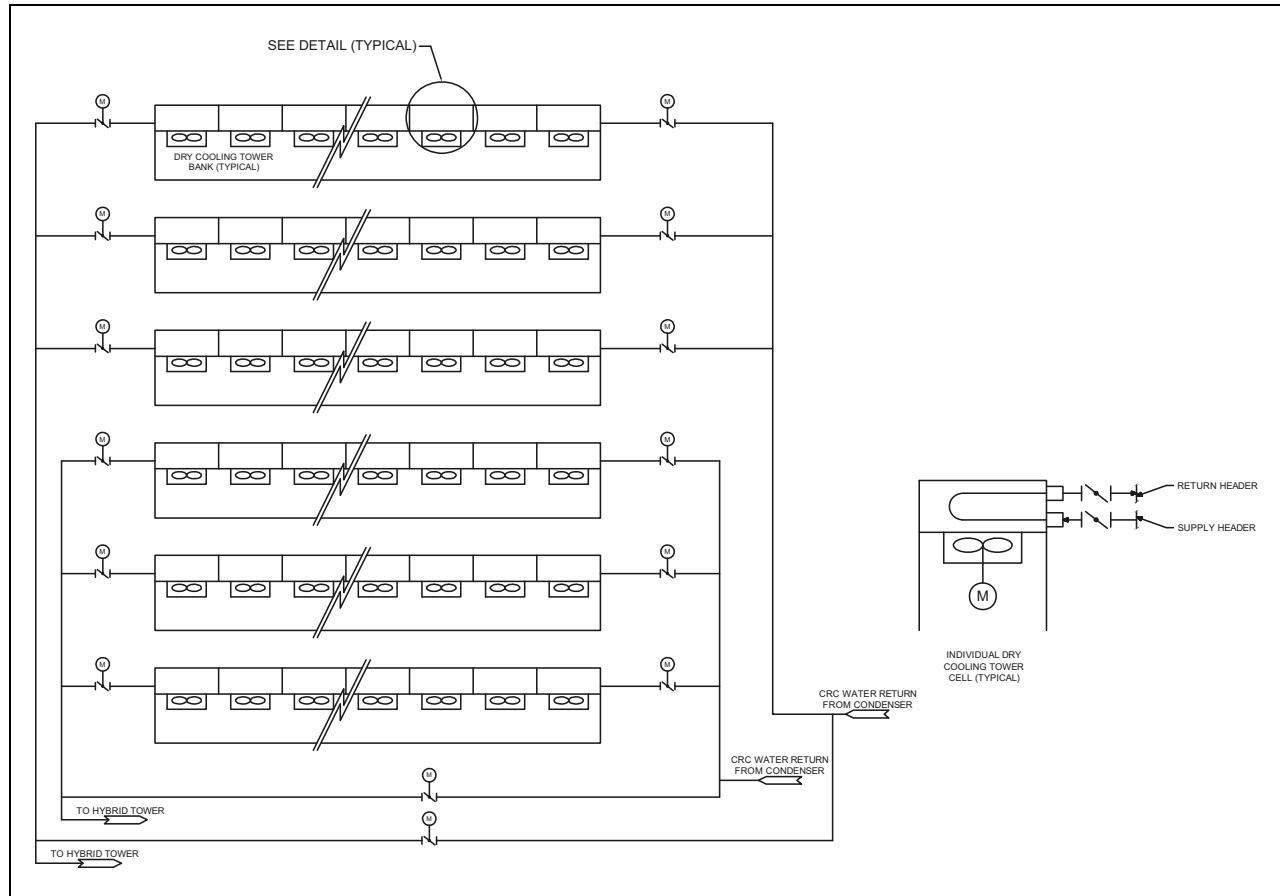 SEE DETAIL (TYPICAL)
M
M
DRY COOLING TOWER
BANK (TYPICAL)
M
M
M
M
M
M
M
M
M
M
RETURN HEADER
SUPPLY HEADER
M
INDIVIDUAL DRY
COOLING TOWER
CELL (TYPICAL)
CRC WATER RETURN
FROM CONDENSER
CRC WATER RETURN
FROM CONDENSER
M
TO HYBRID TOWER
M
TO HYBRID TOWER